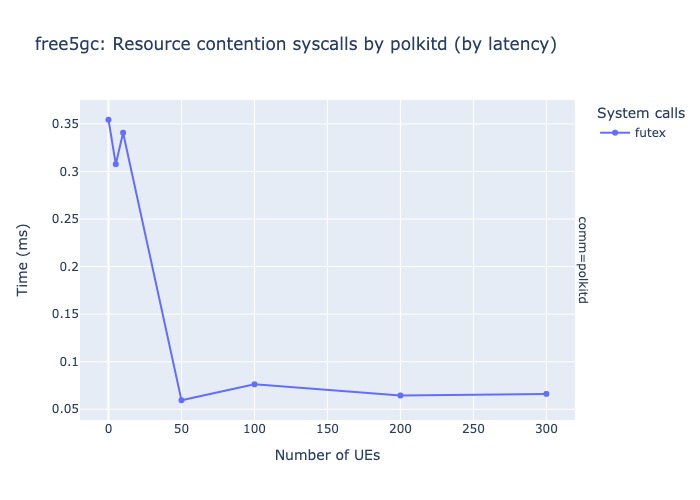 free5gc: Resource contention syscalls by polkitd (by latency)
System calls
futex
0.35
0.3
0.25
0.2
0.15
0.1
0.05
Time (ms)
comm=polkitd
0 50 100 150 200 250 300
Number of UEs